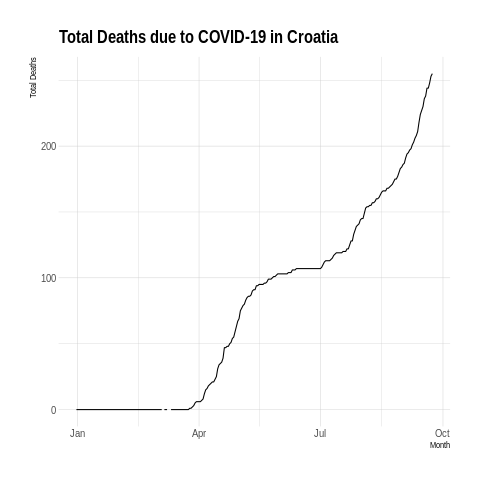 Total Deaths due to COVID-19 in Croatia
Total Deaths
200
100
0
Jan Apr Jul Oct
Month